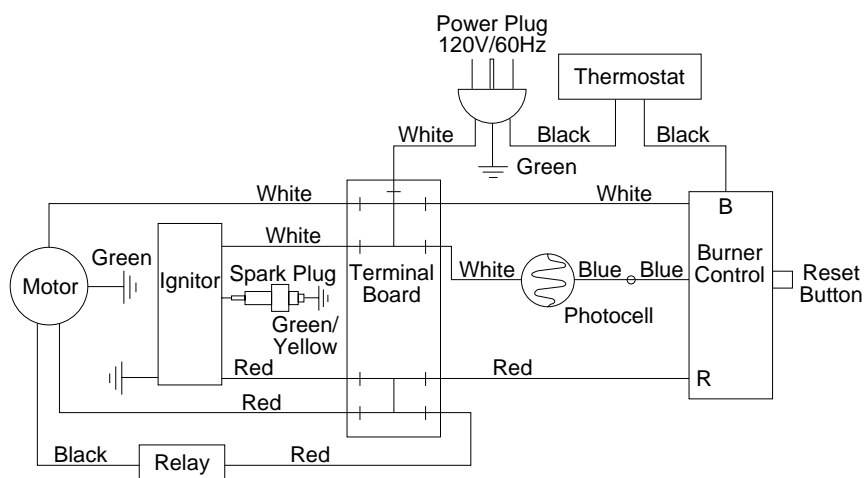 Power Plug
120V/60Hz
Thermostat
White
Black
Black
Green
White
White
B
Green
White
Motor
Ignitor
Spark Plug
Terminal
Board
White
Blue
Blue
Burner
Control
Reset
Button
Green/
Yellow
Photocell
Red
Red
R
Red
Black
Relay
Red